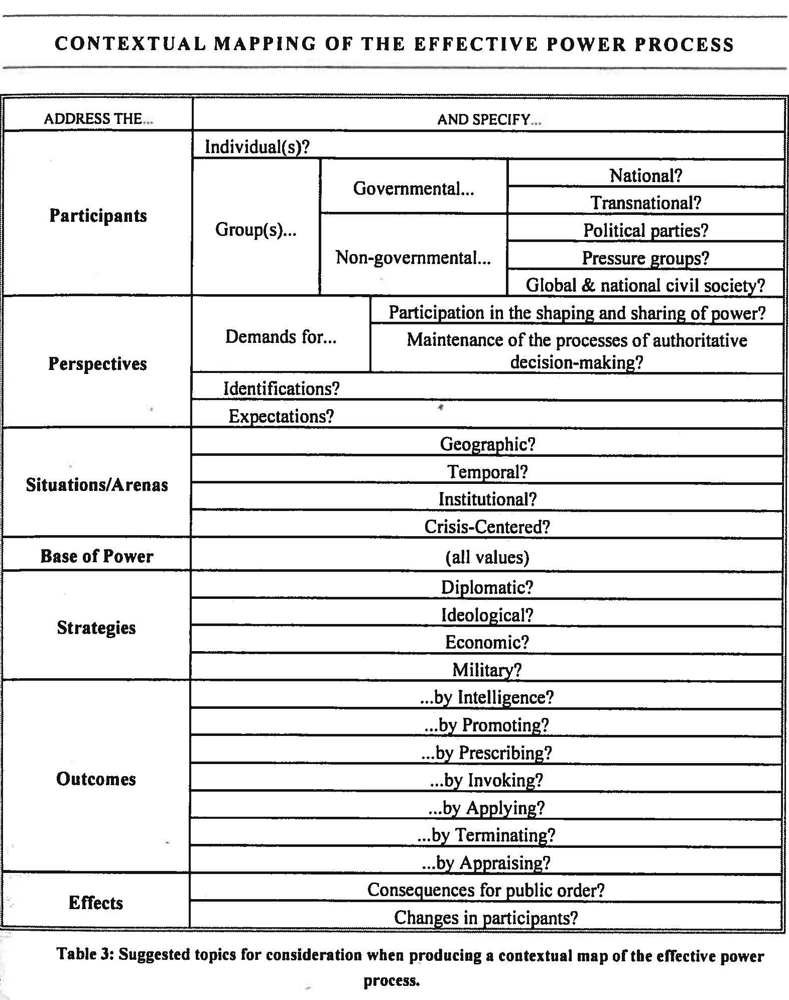 CONTEXTUAL MAPPING OF THE EFFECTIVE POWER PROCESS
ADDRESS THE...
AND SPECIFY...
Participants
Individual(s)?
Group(s)...
Governmental...
National?
Transnational?
Non-governmental...
Political parties?
Pressure groups?
Global & national civil society?
Perspectives
Demands for...
Participation in the shaping and sharing of power?
Maintenance of the processes of authoritative
decision-making?
Identifications?
Expectations?
Situations/Arenas
Geographic?
Temporal?
Institutional?
Crisis-Centered?
Base of Power
(all values)
Strategies
Diplomatic?
Ideological?
Economic?
Military?
Outcomes
...by Intelligence?
...by Promoting?
...by Prescribing?
...by Invoking?
...by Applying?
...by Terminating?
...by Appraising?
Effects
Consequences for public order?
Changes in participants?
Table 3: Suggested topics for consideration when producing a contextual map of the effective power
process.